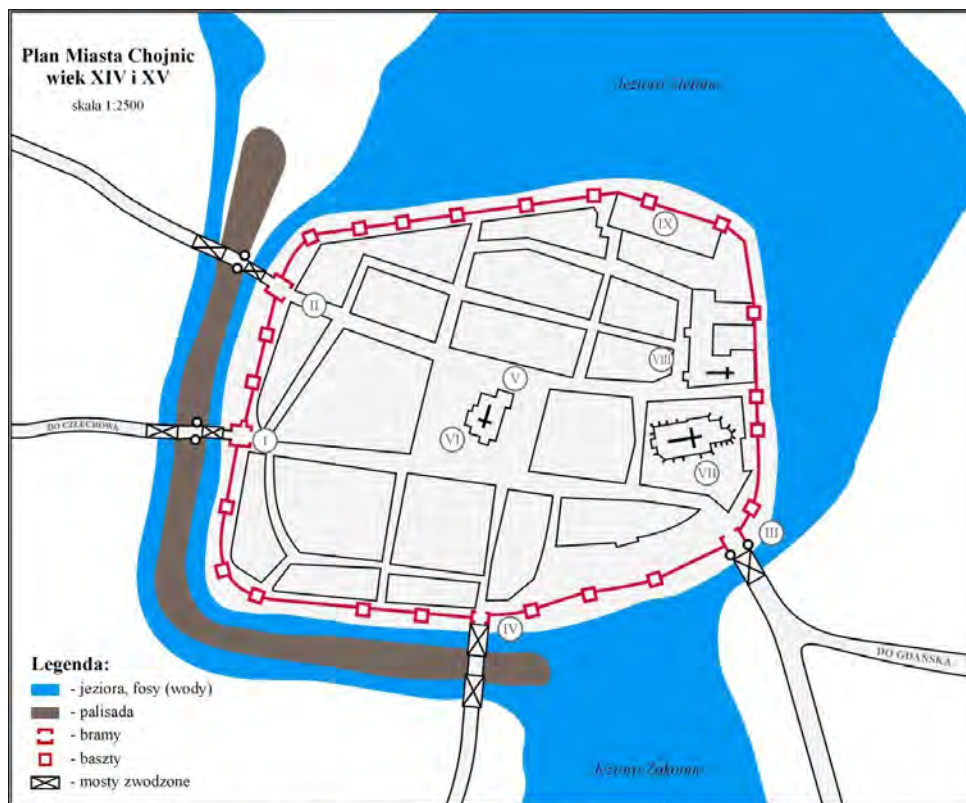 Plan Miasta Chojnic
wiek XIV i XV
skala 1:2500
Jezioro
II
IX
VIII
V
DO CZŁUCHOWA
I
VI
VII
III
IV
DO GDAŃSKA
Legenda:
- jeziora, fosy (wody)
- palisada
- bramy
- baszty
- mosty zwodzone
Jezioro Zakonne